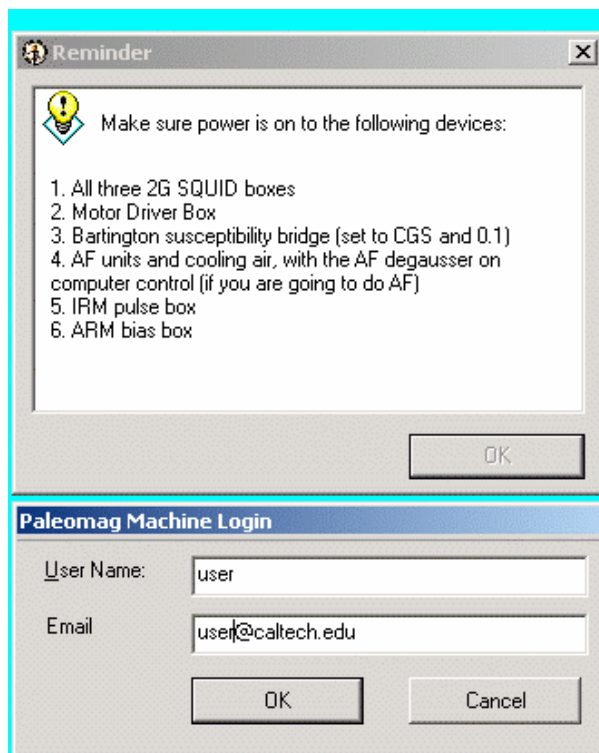 Reminder
Make sure power is on to the following devices:
1. All three 2G SQUID boxes
2. Motor Driver Box
3. Bartington susceptibility bridge (set to CGS and 0.1)
4. AF units and cooling air, with the AF degausser on
computer control (if you are going to do AF)
5. IRM pulse box
6. ARM bias box
OK
Paleomag Machine Login
User Name:
user
Email
user@caltech.edu
OK
Cancel